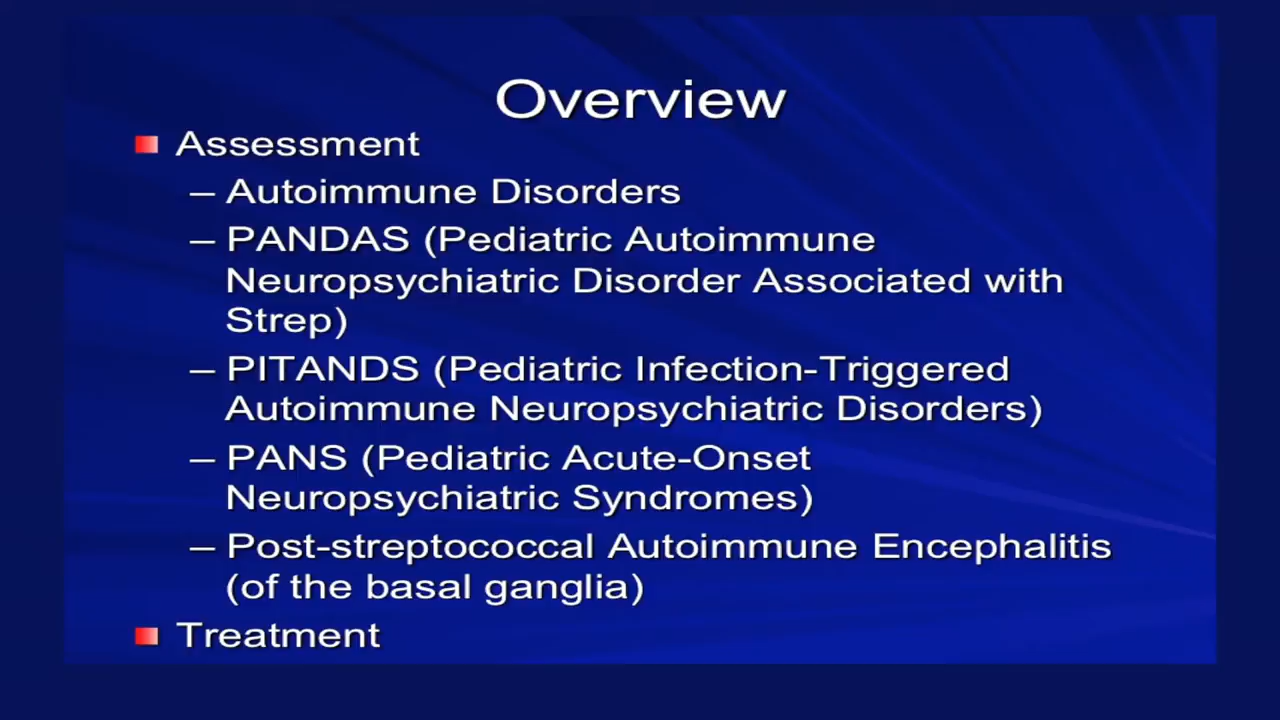 Overview
Assessment
– Autoimmune Disorders
– PANDAS (Pediatric Autoimmune
Neuropsychiatric Disorder Associated with
Strep)
– PITANDS (Pediatric Infection-Triggered
Autoimmune Neuropsychiatric Disorders)
– PANS (Pediatric Acute-Onset
Neuropsychiatric Syndromes)
– Post-streptococcal Autoimmune Encephalitis
(of the basal ganglia)
Treatment